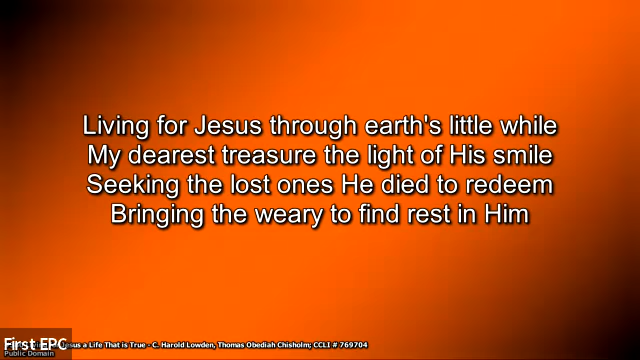 Living for Jesus through earth's little while
My dearest treasure the light of His smile
Seeking the lost ones He died to redeem
Bringing the weary to find rest in Him
First EPC
Jesus a Life That is True - C. Harold Lowden, Thomas Obediah Chisholm; CCLI # 769704
Public Domain